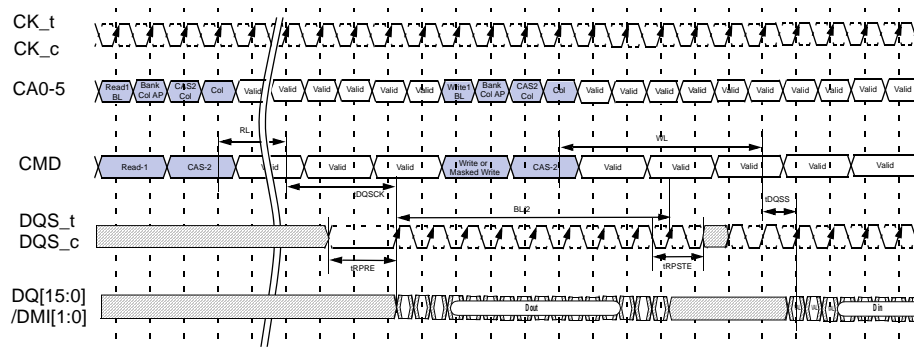 CK_t
CK_c
CA0-5
Read1 BL
Bank Col AP
CAS2 Col
Col
Valid
Valid
Valid
Valid
Valid
Valid
Write1 BL
Bank Col AP
CAS2 Col
Col
Valid
Valid
Valid
Valid
Valid
Valid
Valid
Valid
Valid
RL
WL
CMD
Read-1
CAS-2
Valid
Valid
Valid
Write or Masked Write
CAS-2
Valid
Valid
Valid
Valid
Valid
tDQSCK
BL/2
tDQSS
DQS_t
DQS_c
tRPRE
tRPSTE
DQ[15:0]
/DMI[1:0]
Dout
Din